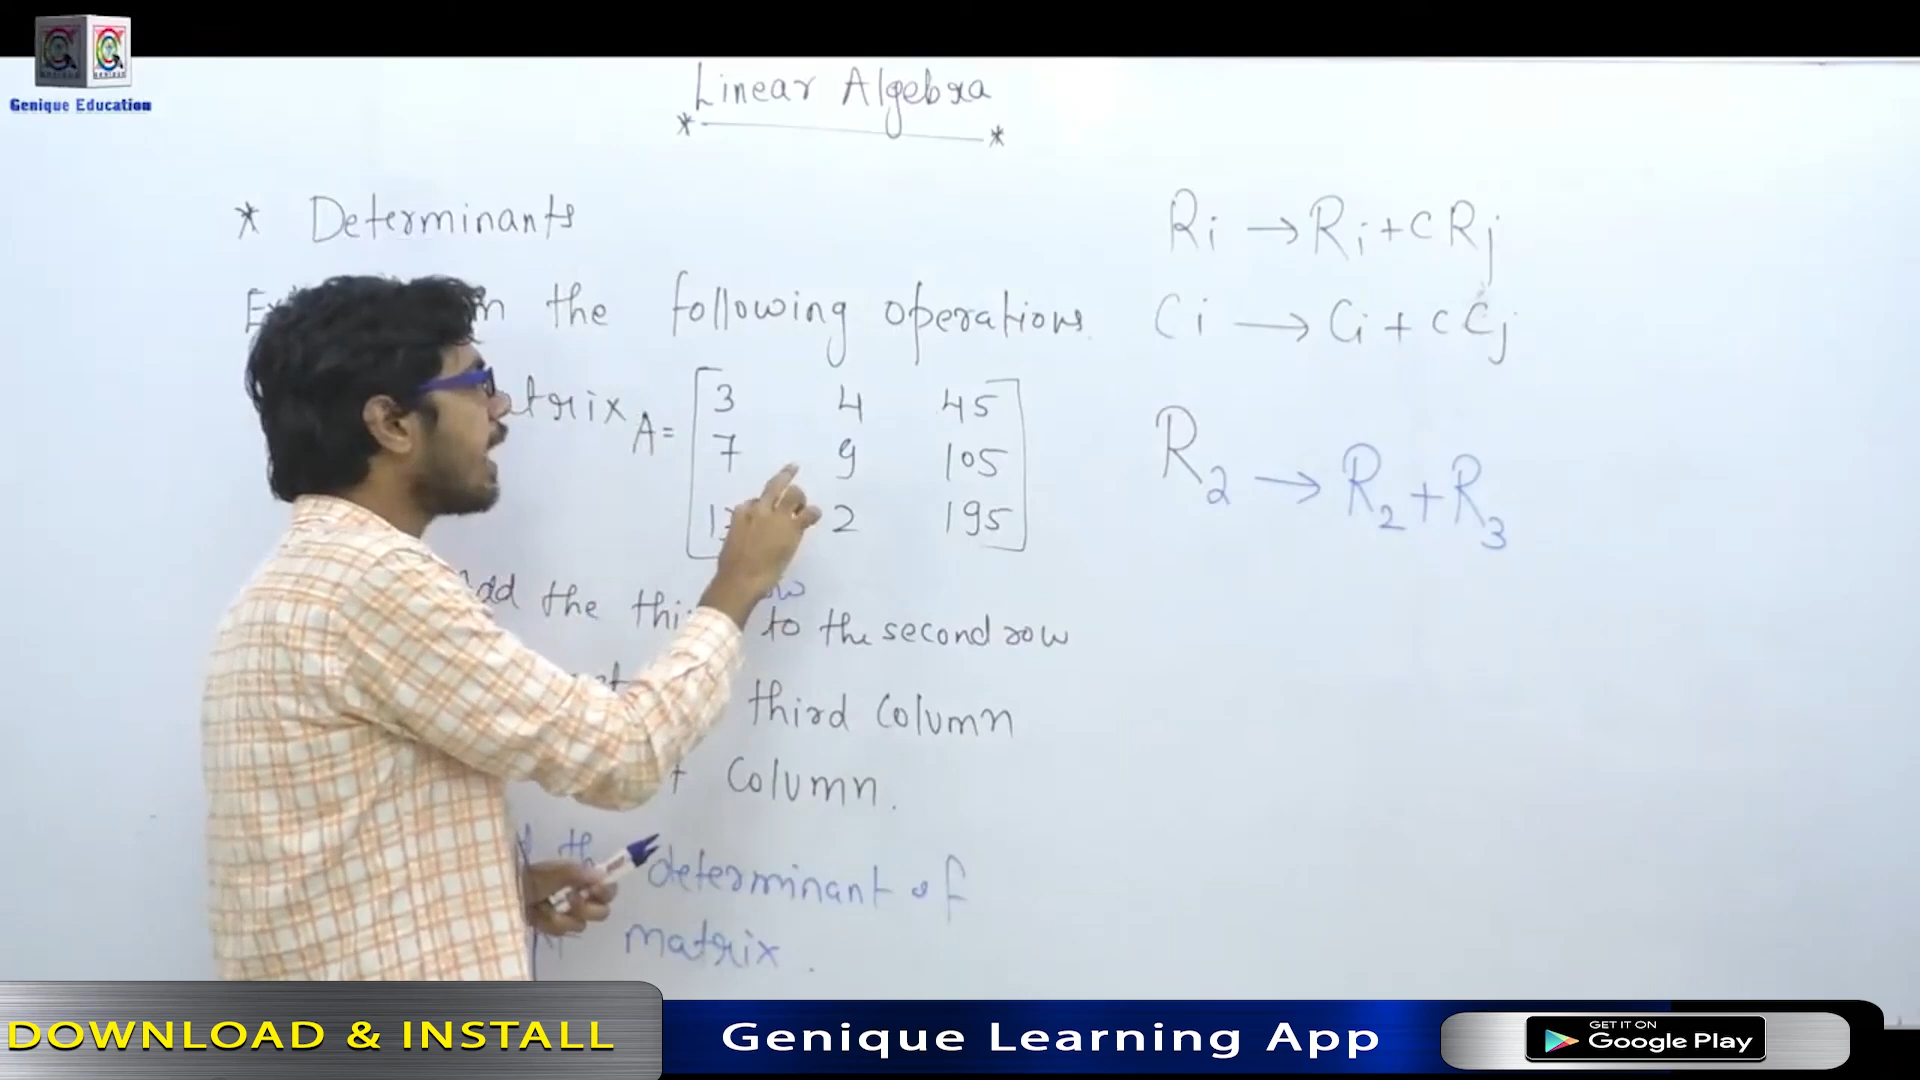 Genique Education
Linear Algebra
* *
* Determinants
the following operations.
A =
3 4 45
7 9 105
2 195
Add the to the second row
third Column
Column.
determinant of
matrix.
Ri → Ri + C Rj
Ci → Ci + C Cj
R2 → R2 + R3
DOWNLOAD & INSTALL
Genique Learning App
GET IT ON
Google Play